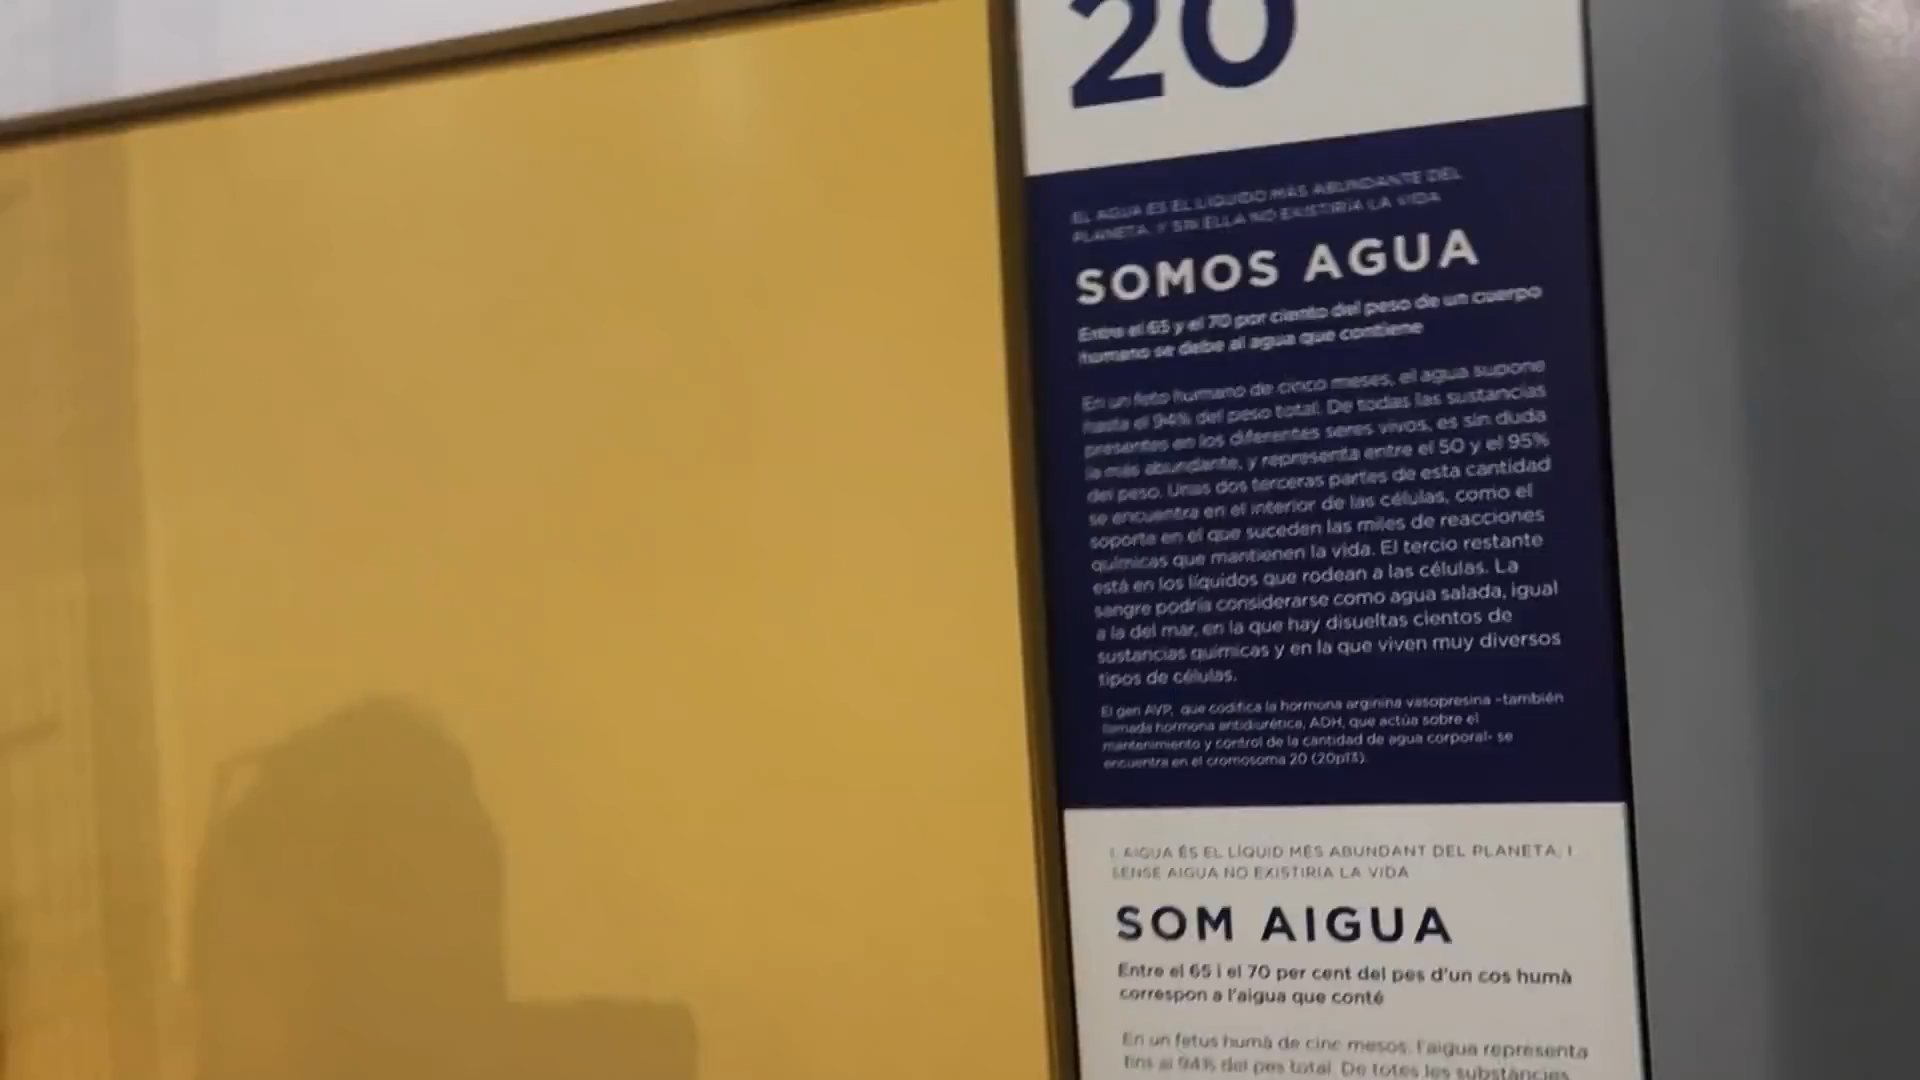 20
EL AGUA ES EL LÍQUIDO MÁS ABUNDANTE DEL
PLANETA, Y SIN ELLA NO EXISTIRÍA LA VIDA
SOMOS AGUA
Entre el 65 y el 70 por ciento del peso de un cuerpo
humano se debe al agua que contiene
En un feto humano de cinco meses, el agua supone
hasta el 94% del peso total. De todas las sustancias
presentes en los diferentes seres vivos, es sin duda
la más abundante, y representa entre el 50 y el 95%
del peso. Unas dos terceras partes de esta cantidad
se encuentra en el interior de las células, como el
soporte en el que suceden las miles de reacciones
químicas que mantienen la vida. El tercio restante
está en los líquidos que rodean a las células. La
sangre podría considerarse como agua salada, igual
a la del mar, en la que hay disueltas cientos de
sustancias químicas y en la que viven muy diversos
tipos de células.
El gen AVP, que codifica la hormona arginina vasopresina -también
llamada hormona antidiurética, ADH, que actúa sobre el
mantenimiento y control de la cantidad de agua corporal- se
encuentra en el cromosoma 20 (20p13).
L'AIGUA ÉS EL LÍQUID MÉS ABUNDANT DEL PLANETA, I
SENSE AIGUA NO EXISTIRIA LA VIDA
SOM AIGUA
Entre el 65 i el 70 per cent del pes d'un cos humà
correspon a l'aigua que conté
En un fetus humà de cinc mesos, l'aigua representa
fins al 94% del pes total. De totes les substàncies